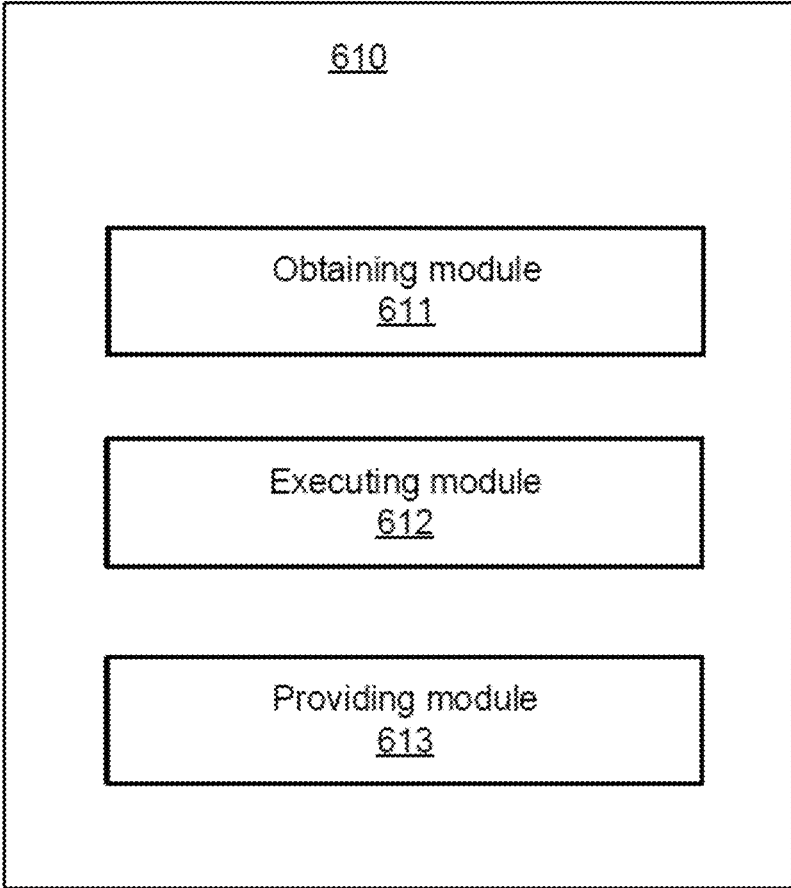 610
Obtaining module
611
Executing module
612
Providing module
613